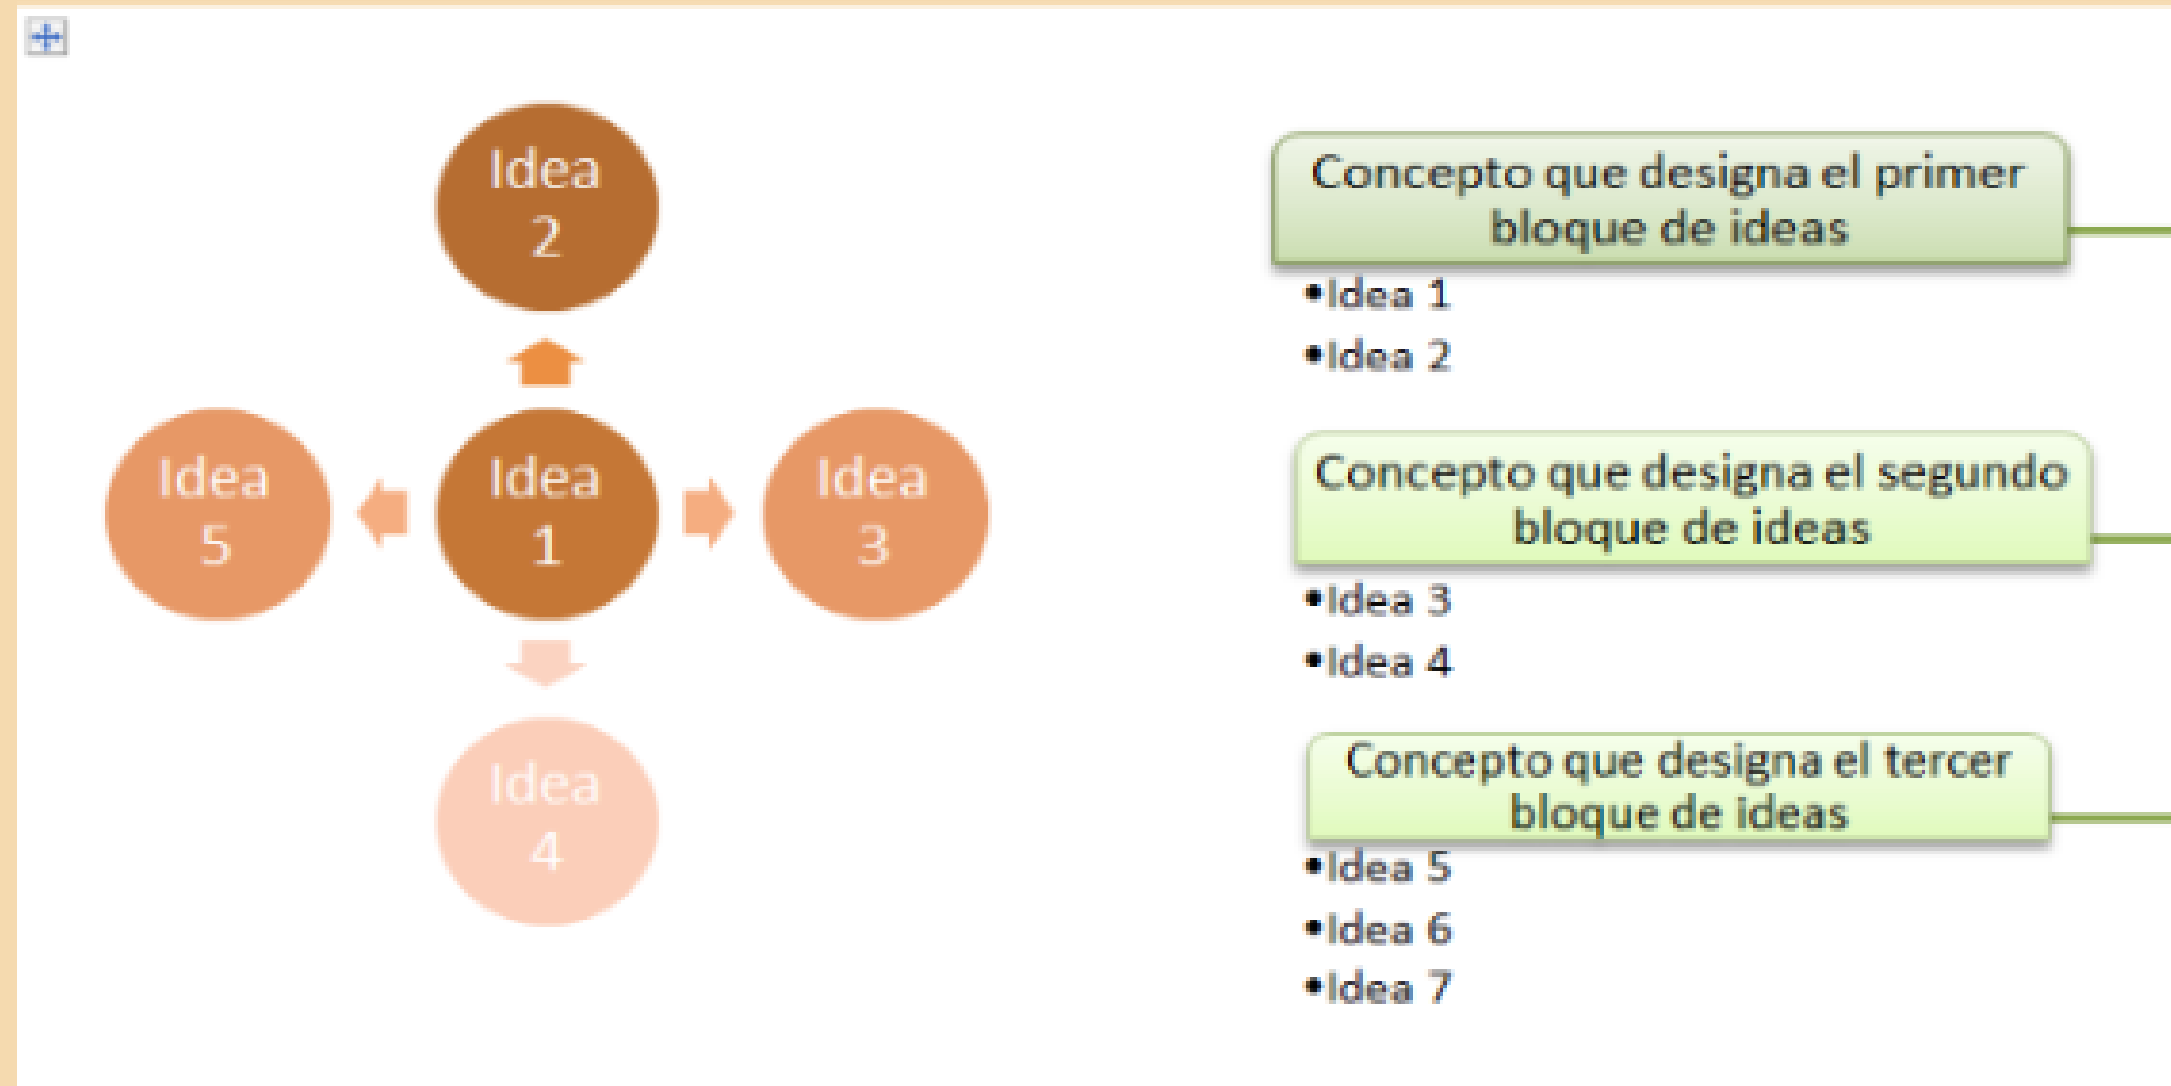 Idea
2
Idea
5
Idea
1
Idea
3
Idea
4
Concepto que designa el primer
bloque de ideas
•Idea 1
•Idea 2
Concepto que designa el segundo
bloque de ideas
•Idea 3
•Idea 4
Concepto que designa el tercer
bloque de ideas
•Idea 5
•Idea 6
•Idea 7